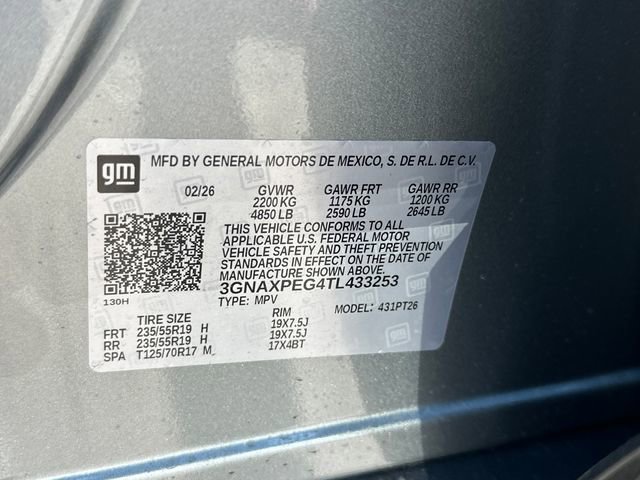 gm MFD BY GENERAL MOTORS DE MEXICO, S. DE R.L. DE C.V.
02/26 GVWR GAWR FRT GAWR RR
2200 KG 1175 KG 1200 KG
4850 LB 2590 LB 2645 LB
THIS VEHICLE CONFORMS TO ALL
APPLICABLE U.S. FEDERAL MOTOR
VEHICLE SAFETY AND THEFT PREVENTION
STANDARDS IN EFFECT ON THE DATE OF
MANUFACTURE SHOWN ABOVE.
3GNAXPEG4TL433253
130H
TYPE: MPV MODEL: 431PT26
TIRE SIZE RIM
FRT 235/55R19 H 19X7.5J
RR 235/55R19 H 19X7.5J
SPA T125/70R17 M 17X4BT